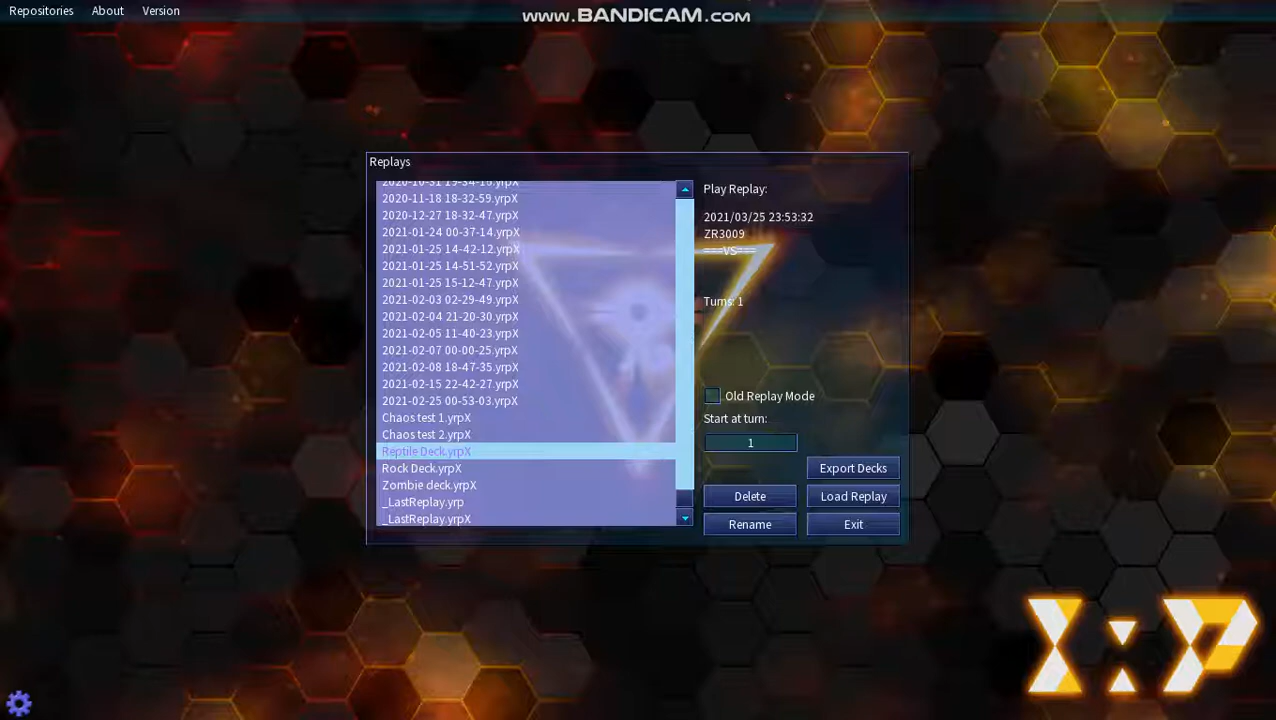 Repositories About Version
www.BANDICAM.com
Replays
2020-10-31 19-34-16.yrpX
2020-11-18 18-32-59.yrpX
2020-12-27 18-32-47.yrpX
2021-01-24 00-37-14.yrpX
2021-01-25 14-42-12.yrpX
2021-01-25 14-51-52.yrpX
2021-01-25 15-12-47.yrpX
2021-02-03 02-29-49.yrpX
2021-02-04 21-20-30.yrpX
2021-02-05 11-40-23.yrpX
2021-02-07 00-00-25.yrpX
2021-02-08 18-47-35.yrpX
2021-02-15 22-42-27.yrpX
2021-02-25 00-53-03.yrpX
Chaos test 1.yrpX
Chaos test 2.yrpX
Reptile Deck.yrpX
Rock Deck.yrpX
Zombie deck.yrpX
_LastReplay.yrp
_LastReplay.yrpX
Play Replay:
2021/03/25 23:53:32
ZR3009
===VS===
Turns: 1
Old Replay Mode
Start at turn:
1
Export Decks
Delete Load Replay
Rename Exit
X:P